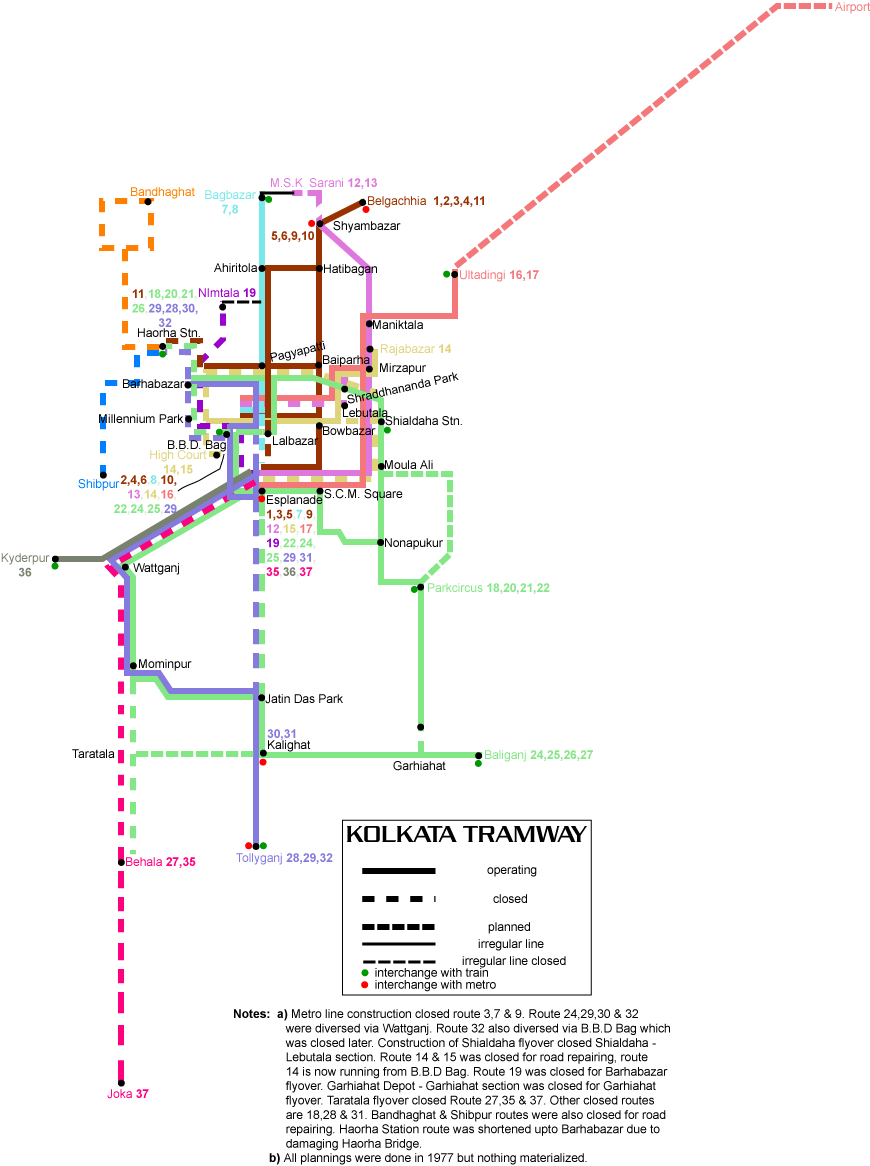 Airport
M.S.K Sarani 12,13
Bandhaghat
Bagbazar
7,8
Belgachhia 1,2,3,4,11
Shyambazar
5,6,9,10
Ahiritola
Hatibagan
Ultadingi 16,17
11,18,20,21,
26,29,28,30,
32
NImtala 19
Haorha Stn.
Maniktala
Rajabazar 14
Pagyapatti
Baiparha
Mirzapur
Barhabazar
Shraddhananda Park
Lebutala
Millennium Park
Shialdaha Stn.
Bowbazar
B.B.D. Bag
Lalbazar
High Court
14,15
Moula Ali
Shibpur
2,4,6,8,10,
13,14,16,
22,24,25,29
Esplanade
S.C.M. Square
1,3,5,7,9
12,15,17,
19,22,24,
25,29,31,
35,36,37
Nonapukur
Kyderpur
36
Wattganj
Parkcircus 18,20,21,22
Mominpur
Jatin Das Park
30,31
Kalighat
Taratala
Baliganj 24,25,26,27
Garhiahat
Tollyganj 28,29,32
Behala 27,35
Joka 37
KOLKATA TRAMWAY
operating
closed
planned
irregular line
irregular line closed
interchange with train
interchange with metro
Notes: a) Metro line construction closed route 3,7 & 9. Route 24,29,30 & 32
were diversed via Wattganj. Route 32 also diversed via B.B.D Bag which
was closed later. Construction of Shialdaha flyover closed Shialdaha -
Lebutala section. Route 14 & 15 was closed for road repairing, route
14 is now running from B.B.D Bag. Route 19 was closed for Barhabazar
flyover. Garhiahat Depot - Garhiahat section was closed for Garhiahat
flyover. Taratala flyover closed Route 27,35 & 37. Other closed routes
are 18,28 & 31. Bandhaghat & Shibpur routes were also closed for road
repairing. Haorha Station route was shortened upto Barhabazar due to
damaging Haorha Bridge.
b) All plannings were done in 1977 but nothing materialized.